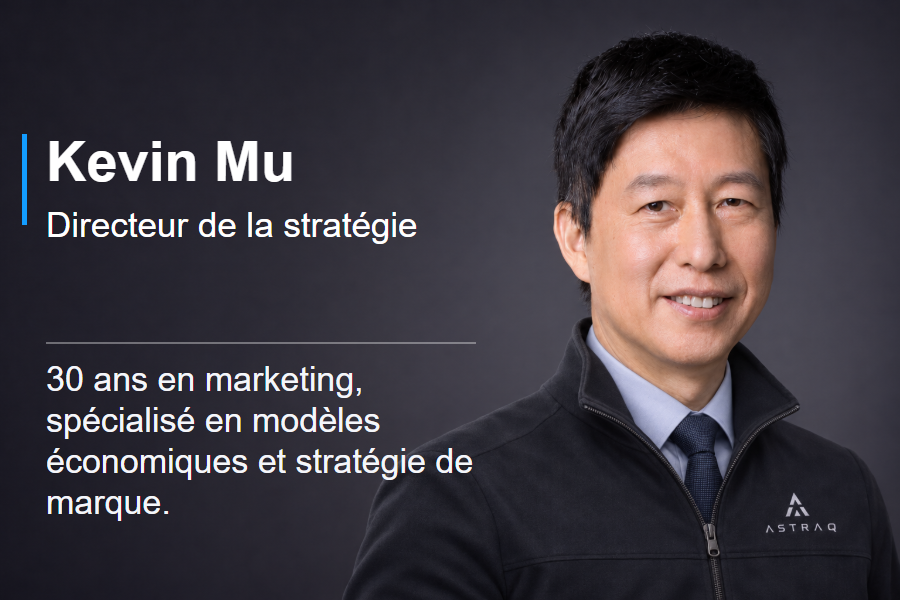 Kevin Mu
Directeur de la stratégie
30 ans en marketing,
spécialisé en modèles
économiques et stratégie de
marque.
ASTRAQ